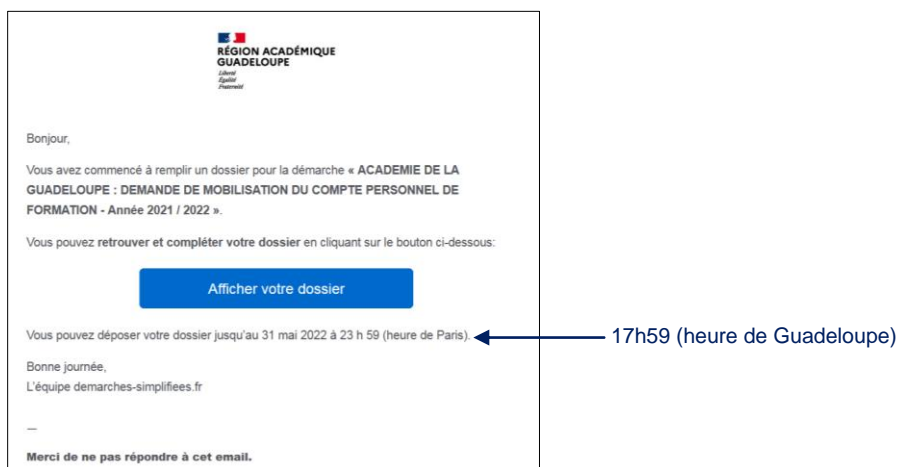 RÉGION ACADÉMIQUE
GUADELOUPE
Liberté
Égalité
Fraternité
Bonjour,
Vous avez commencé à remplir un dossier pour la démarche « ACADEMIE DE LA
GUADELOUPE : DEMANDE DE MOBILISATION DU COMPTE PERSONNEL DE
FORMATION - Année 2021 / 2022 ».
Vous pouvez retrouver et compléter votre dossier en cliquant sur le bouton ci-dessous:
Afficher votre dossier
Vous pouvez déposer votre dossier jusqu'au 31 mai 2022 à 23 h 59 (heure de Paris).
17h59 (heure de Guadeloupe)
Bonne journée,
L'équipe demarches-simplifiees.fr
—
Merci de ne pas répondre à cet email.